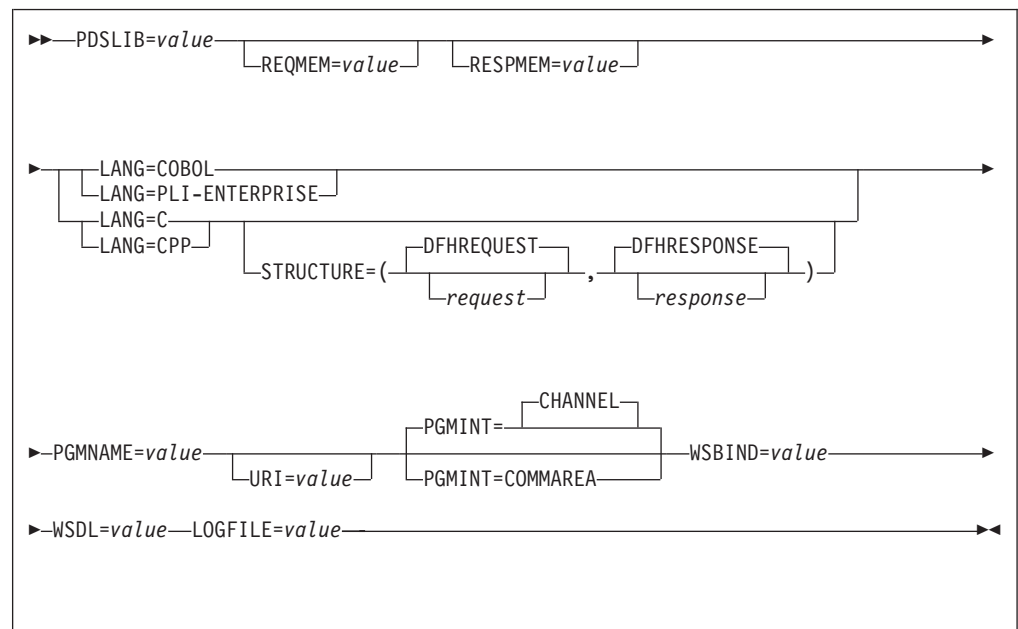 PDSLIB=value
REQMEM=value RESPMEM=value
LANG=COBOL
LANG=PLI-ENTERPRISE
LANG=C
LANG=CPP
DFHREQUEST DFHRESPONSE
STRUCTURE=( , )
request response
CHANNEL
PGMINT=
PGMNAME=value WSBIND=value
URI=value PGMINT=COMMAREA
WSDL=value LOGFILE=value